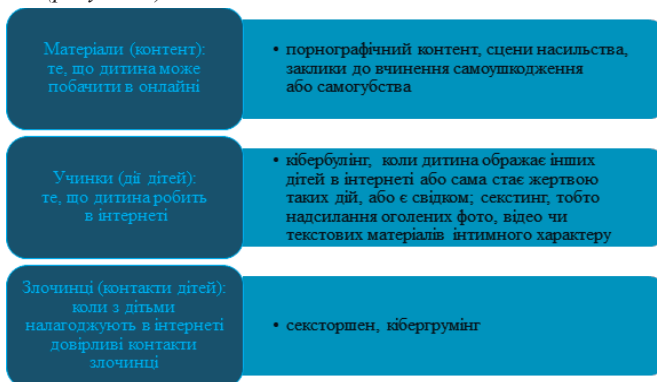 Матеріали (контент):
те, що дитина може
побачити в онлайні
• порнографічний контент, сцени насильства,
заклики до вчинення самоушкодження
або самогубства
Учинки (дії дітей):
те, що дитина робить
в інтернеті
• кібербулінг, коли дитина ображає інших
дітей в інтернеті або сама стає жертвою
таких дій, або є свідком; секстинг, тобто
надсилання оголених фото, відео чи
текстових матеріалів інтимного характеру
Злочинці (контакти дітей):
коли з дітьми
налагоджують в інтернеті
довірливі контакти
злочинці
• сексторшен, кібергрумінг